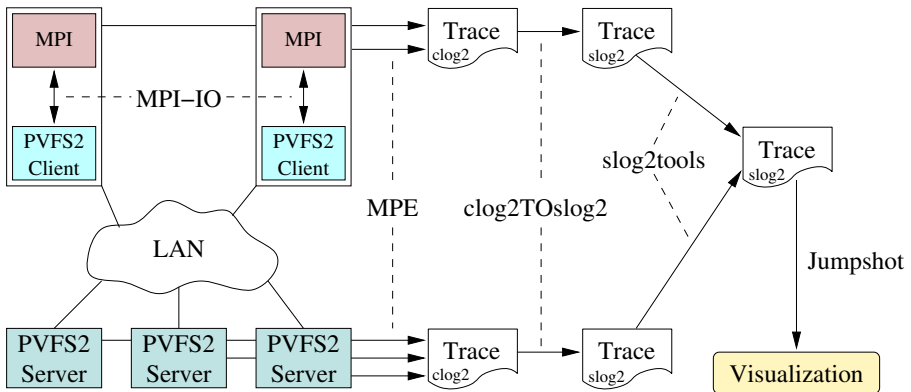 MPI
MPI
Trace
clog2
Trace
slog2
MPI−IO
PVFS2
Client
PVFS2
Client
slog2tools
Trace
slog2
MPE
clog2TOslog2
LAN
Jumpshot
PVFS2
Server
PVFS2
Server
PVFS2
Server
Trace
clog2
Trace
slog2
Visualization